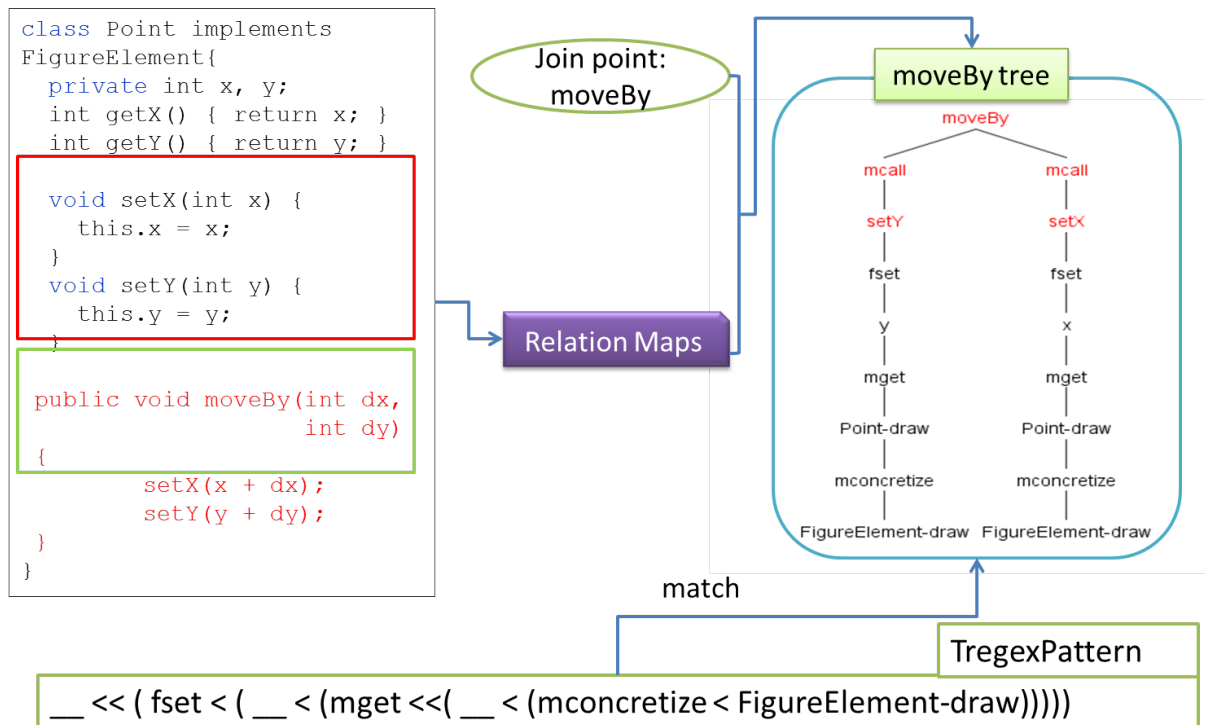 class Point implements
FigureElement{
private int x, y;
int getX() { return x; }
int getY() { return y; }
void setX(int x) {
this.x = x;
}
void setY(int y) {
this.y = y;
}
public void moveBy(int dx,
int dy)
{
setX(x + dx);
setY(y + dy);
}
}
Join point:
moveBy
Relation Maps
moveBy tree
moveBy
mcall mcall
setY setX
fset fset
y x
mget mget
Point-draw Point-draw
mconcretize mconcretize
FigureElement-draw FigureElement-draw
match
TregexPattern
__ << ( fset < ( __ < (mget <<( __ < (mconcretize < FigureElement-draw)))))